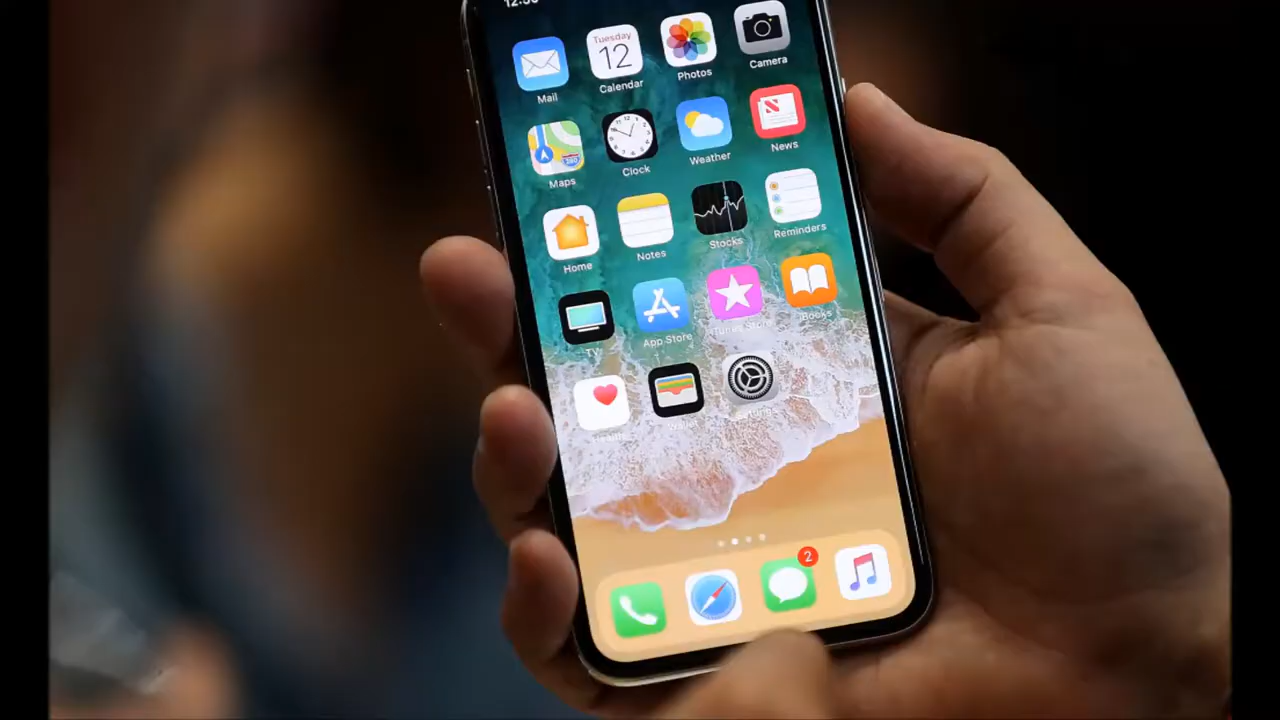 Tuesday
12
Mail
Calendar
Photos
Camera
Maps
Clock
Weather
News
Home
Notes
Stocks
Reminders
TV
App Store
iTunes Store
iBooks
Wallet
Settings
2